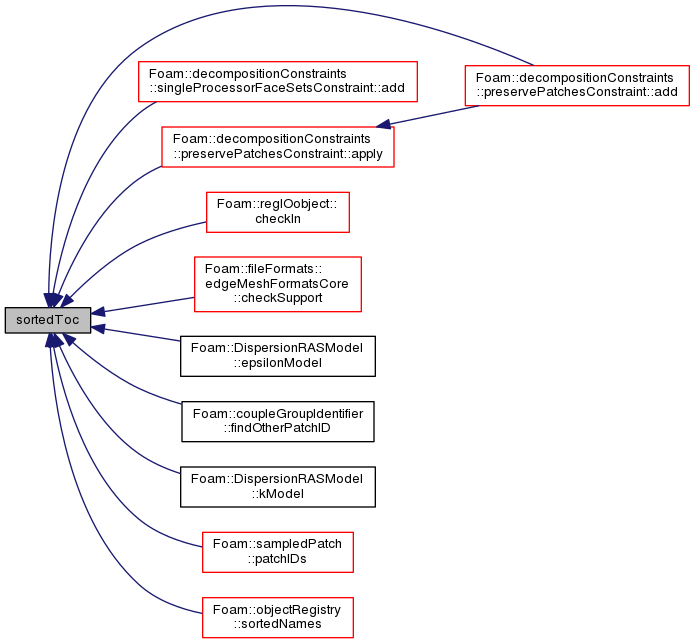 Foam::decompositionConstraints
::singleProcessorFaceSetsConstraint::add
Foam::decompositionConstraints
::preservePatchesConstraint::add
Foam::decompositionConstraints
::preservePatchesConstraint::apply
Foam::regIOobject::
checkIn
Foam::fileFormats::
edgeMeshFormatsCore
::checkSupport
sortedToc
Foam::DispersionRASModel
::epsilonModel
Foam::coupleGroupIdentifier
::findOtherPatchID
Foam::DispersionRASModel
::kModel
Foam::sampledPatch
::patchIDs
Foam::objectRegistry
::sortedNames